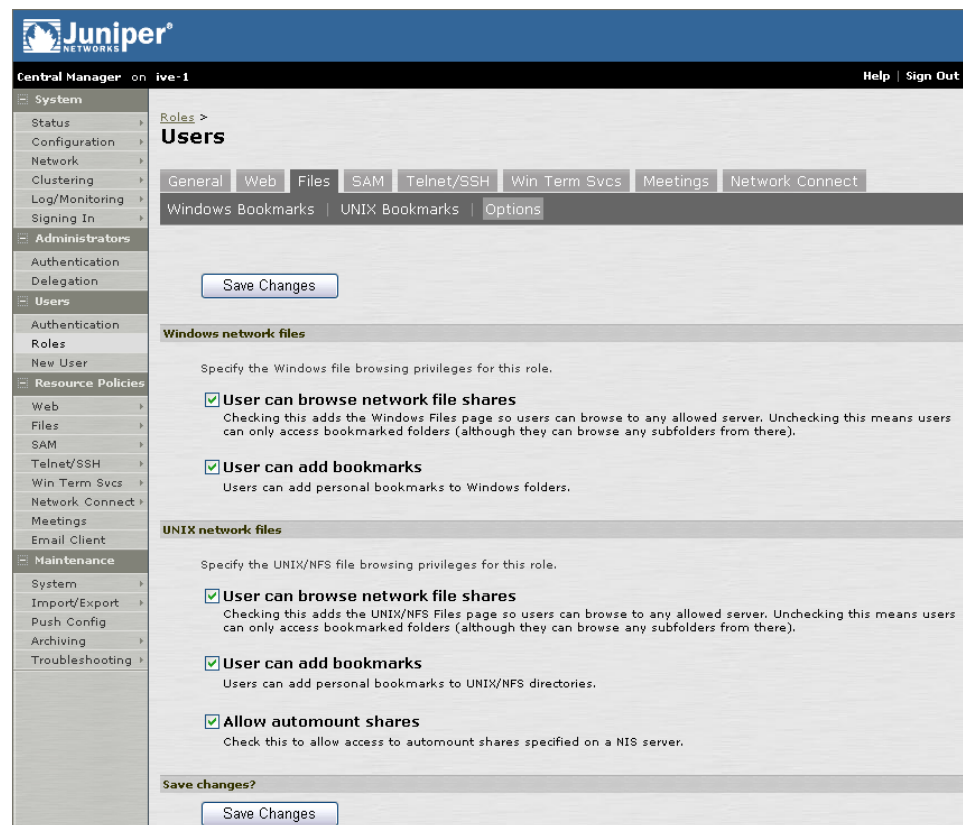 Juniper®
NETWORKS
Central Manager on ive-1
Help | Sign Out
System
Status
Configuration
Network
Clustering
Log/Monitoring
Signing In
Administrators
Authentication
Delegation
Users
Authentication
Roles
New User
Resource Policies
Web
Files
SAM
Telnet/SSH
Win Term Svcs
Network Connect
Meetings
Email Client
Maintenance
System
Import/Export
Push Config
Archiving
Troubleshooting
Roles >
Users
General Web Files SAM Telnet/SSH Win Term Svcs Meetings Network Connect
Windows Bookmarks | UNIX Bookmarks | Options
Save Changes
Windows network files
Specify the Windows file browsing privileges for this role.
User can browse network file shares
Checking this adds the Windows Files page so users can browse to any allowed server. Unchecking this means users
can only access bookmarked folders (although they can browse any subfolders from there).
User can add bookmarks
Users can add personal bookmarks to Windows folders.
UNIX network files
Specify the UNIX/NFS file browsing privileges for this role.
User can browse network file shares
Checking this adds the UNIX/NFS Files page so users can browse to any allowed server. Unchecking this means users
can only access bookmarked folders (although they can browse any subfolders from there).
User can add bookmarks
Users can add personal bookmarks to UNIX/NFS directories.
Allow automount shares
Check this to allow access to automount shares specified on a NIS server.
Save changes?
Save Changes